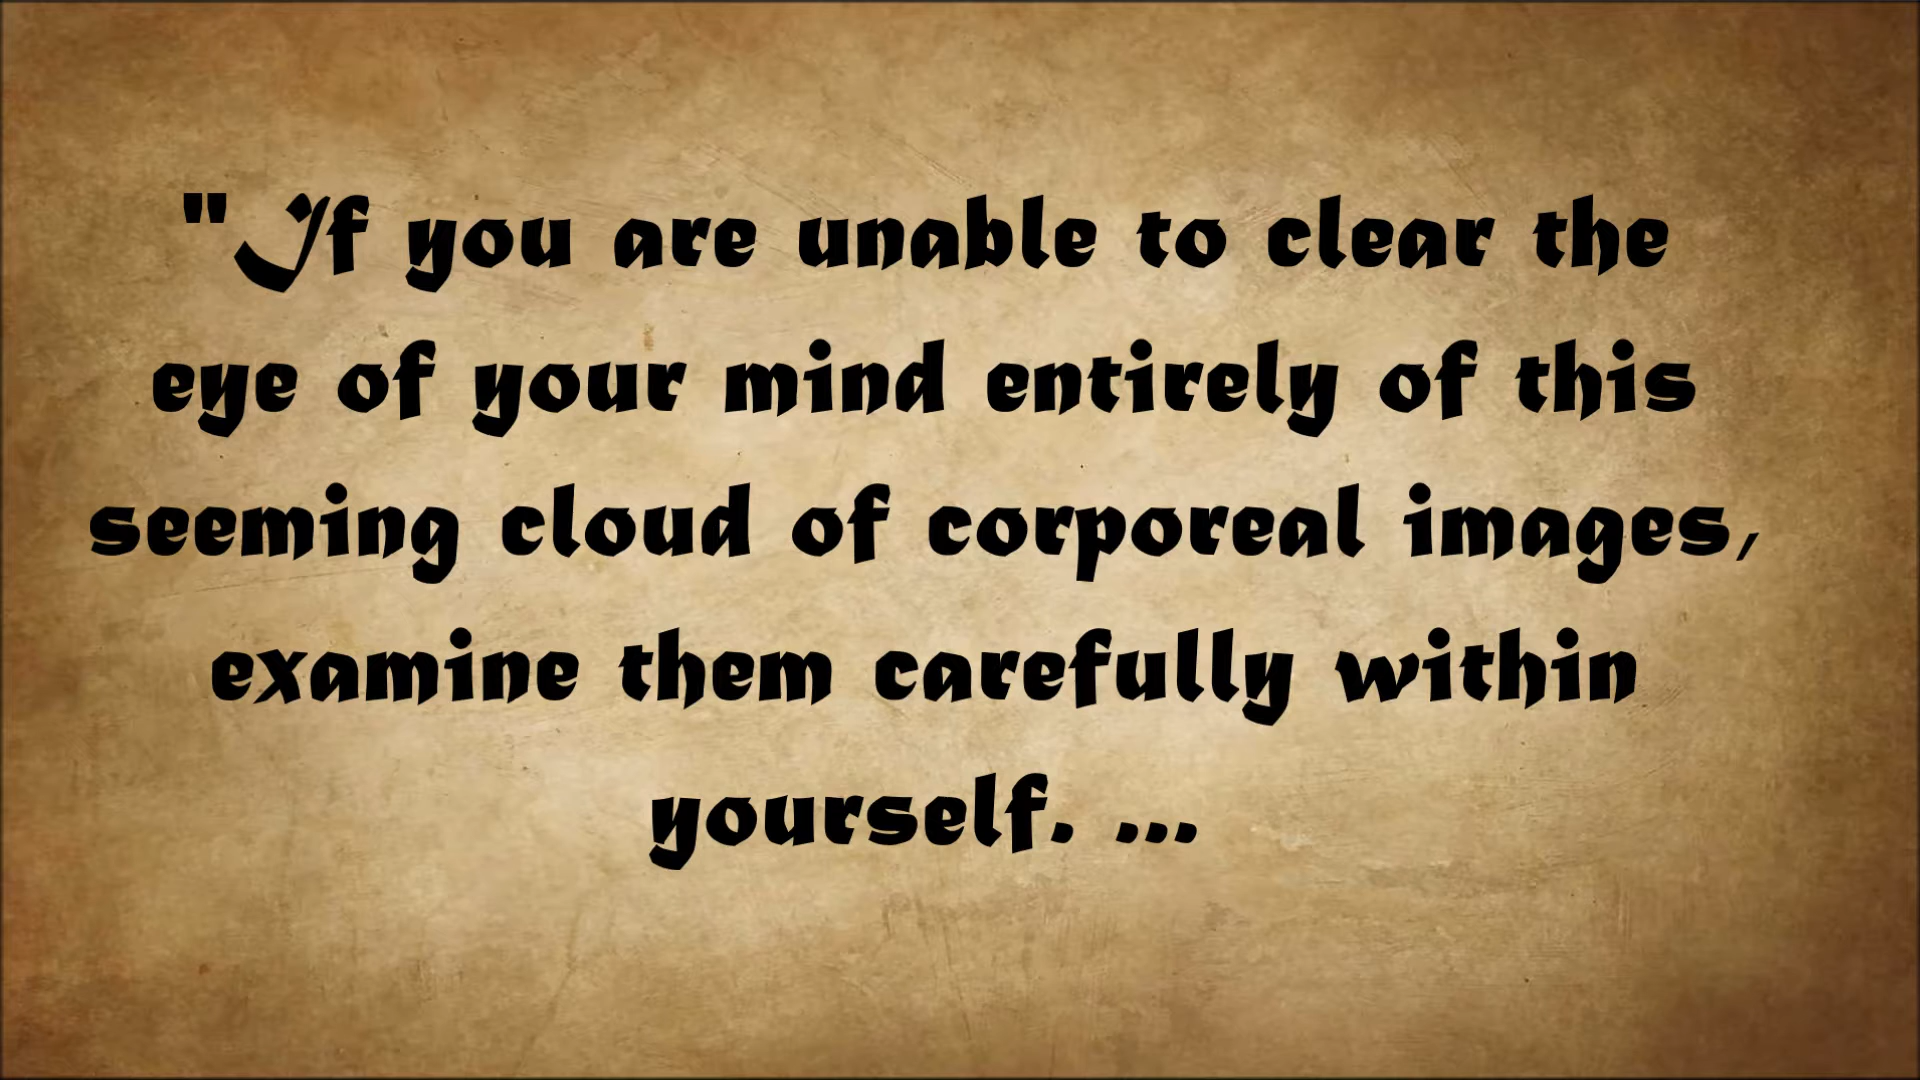 "If you are unable to clear the
eye of your mind entirely of this
seeming cloud of corporeal images,
examine them carefully within
yourself. ...